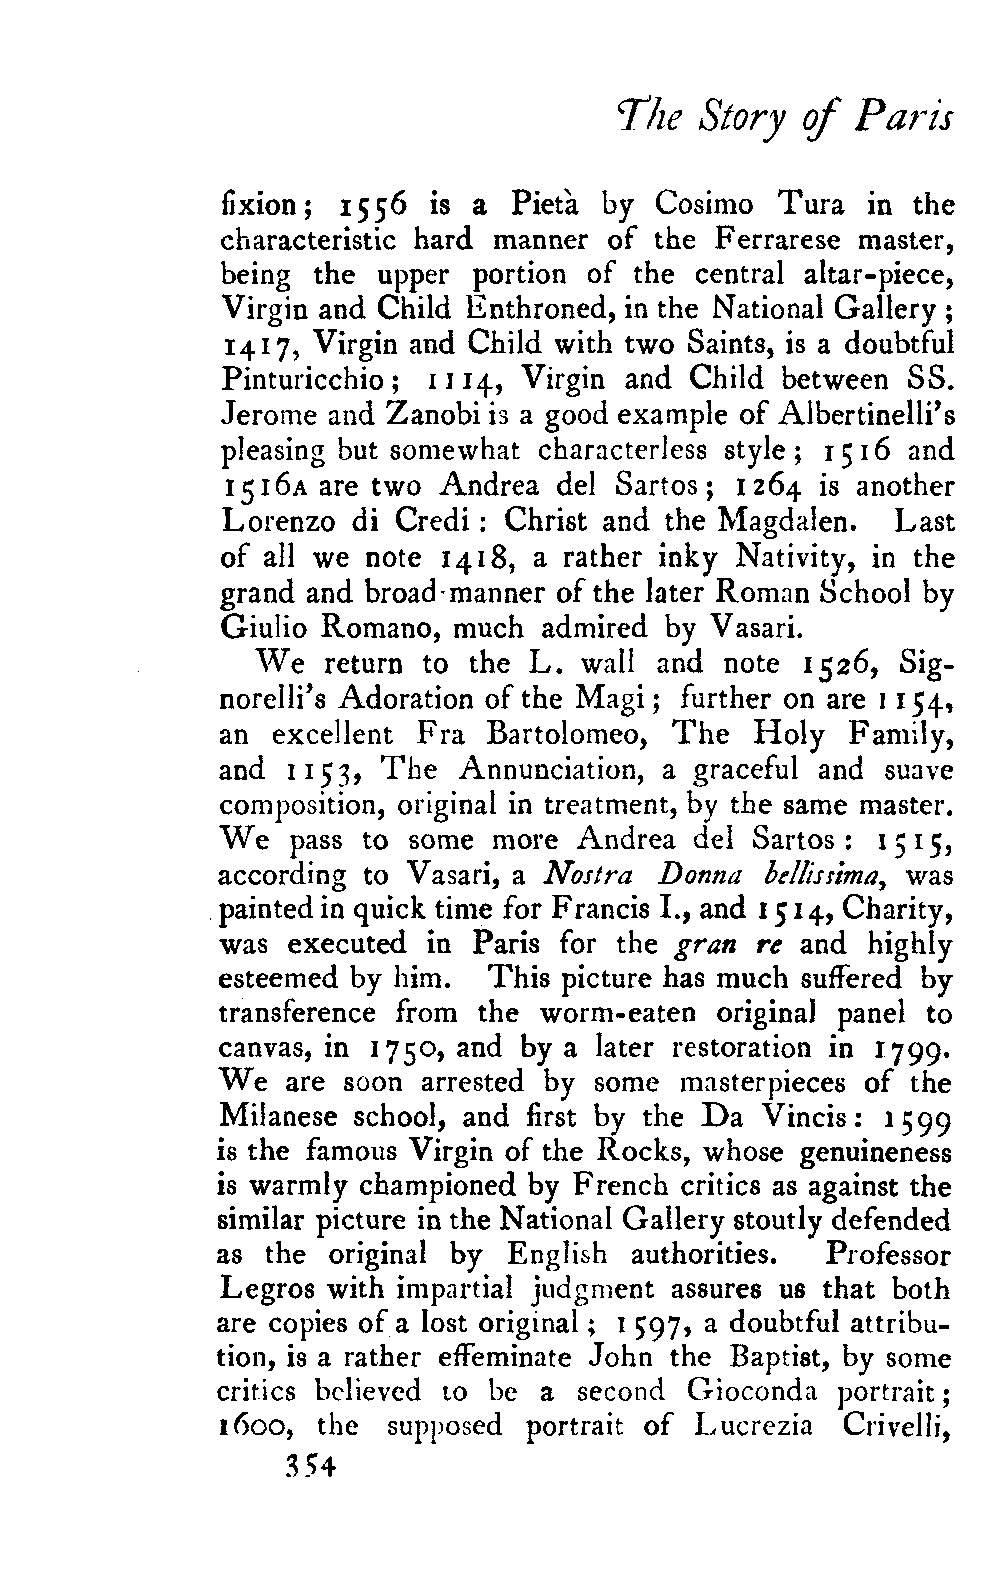 The Story of Paris
fixion; 1556 is a Pietà by Cosimo Tura in the
characteristic hard manner of the Ferrarese master,
being the upper portion of the central altar-piece,
Virgin and Child Enthroned, in the National Gallery;
1417, Virgin and Child with two Saints, is a doubtful
Pinturicchio; 1114, Virgin and Child between SS.
Jerome and Zanobi is a good example of Albertinelli's
pleasing but somewhat characterless style; 1516 and
1516A are two Andrea del Sartos; 1264 is another
Lorenzo di Credi: Christ and the Magdalen. Last
of all we note 1418, a rather inky Nativity, in the
grand and broad manner of the later Roman School by
Giulio Romano, much admired by Vasari.
We return to the L. wall and note 1526, Sig-
norelli's Adoration of the Magi; further on are 1154,
an excellent Fra Bartolomeo, The Holy Family,
and 1153, The Annunciation, a graceful and suave
composition, original in treatment, by the same master.
We pass to some more Andrea del Sartos: 1515,
according to Vasari, a Nostra Donna bellissima, was
painted in quick time for Francis I., and 1514, Charity,
was executed in Paris for the gran re and highly
esteemed by him. This picture has much suffered by
transference from the worm-eaten original panel to
canvas, in 1750, and by a later restoration in 1799.
We are soon arrested by some masterpieces of the
Milanese school, and first by the Da Vincis: 1599
is the famous Virgin of the Rocks, whose genuineness
is warmly championed by French critics as against the
similar picture in the National Gallery stoutly defended
as the original by English authorities. Professor
Legros with impartial judgment assures us that both
are copies of a lost original; 1597, a doubtful attribu-
tion, is a rather effeminate John the Baptist, by some
critics believed to be a second Gioconda portrait;
1600, the supposed portrait of Lucrezia Crivelli,
354